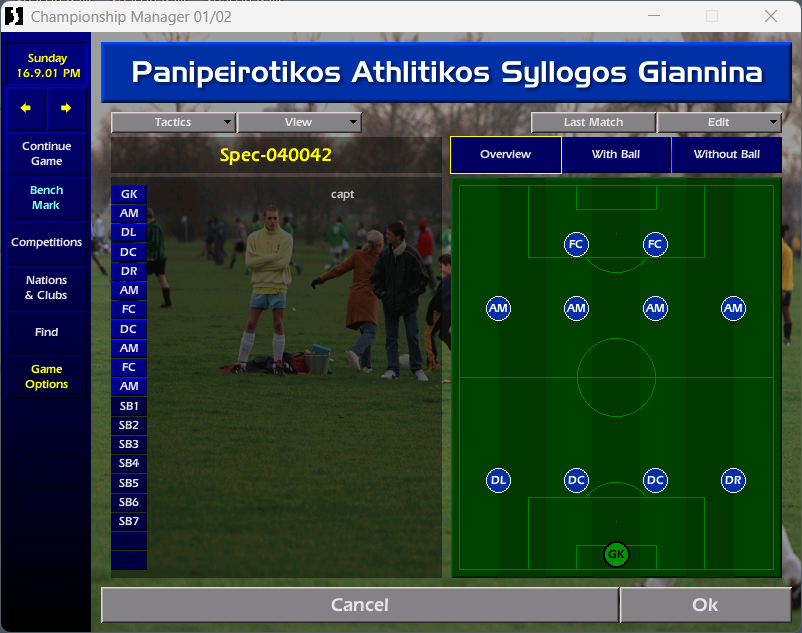 Championship Manager 01/02
Sunday
16.9.01 PM
Continue
Game
Bench
Mark
Competitions
Nations
& Clubs
Find
Game
Options
Panipeirotikos Athlitikos Syllogos Giannina
Tactics
View
Last Match
Edit
Spec-040042
Overview
With Ball
Without Ball
GK
capt
AM
DL
DC
DR
AM
FC
DC
AM
FC
AM
SB1
SB2
SB3
SB4
SB5
SB6
SB7
FC FC
AM AM AM AM
DL DC DC DR
GK
Cancel
Ok